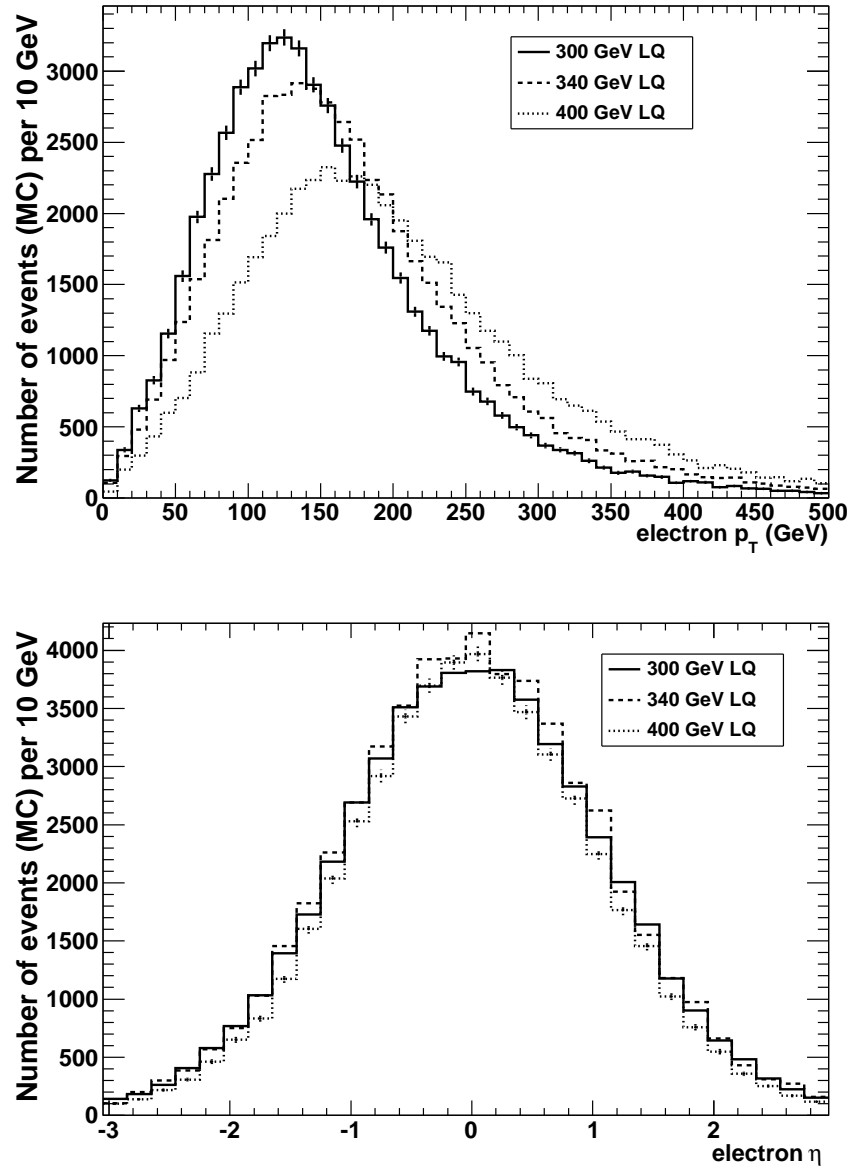 Number of events (MC) per 10 GeV
3000
2500
2000
1500
1000
500
0
0 50 100 150 200 250 300 350 400 450 500
electron pT (GeV)
300 GeV LQ
340 GeV LQ
400 GeV LQ
Number of events (MC) per 10 GeV
4000
3500
3000
2500
2000
1500
1000
500
0
-3 -2 -1 0 1 2
electron η
300 GeV LQ
340 GeV LQ
400 GeV LQ